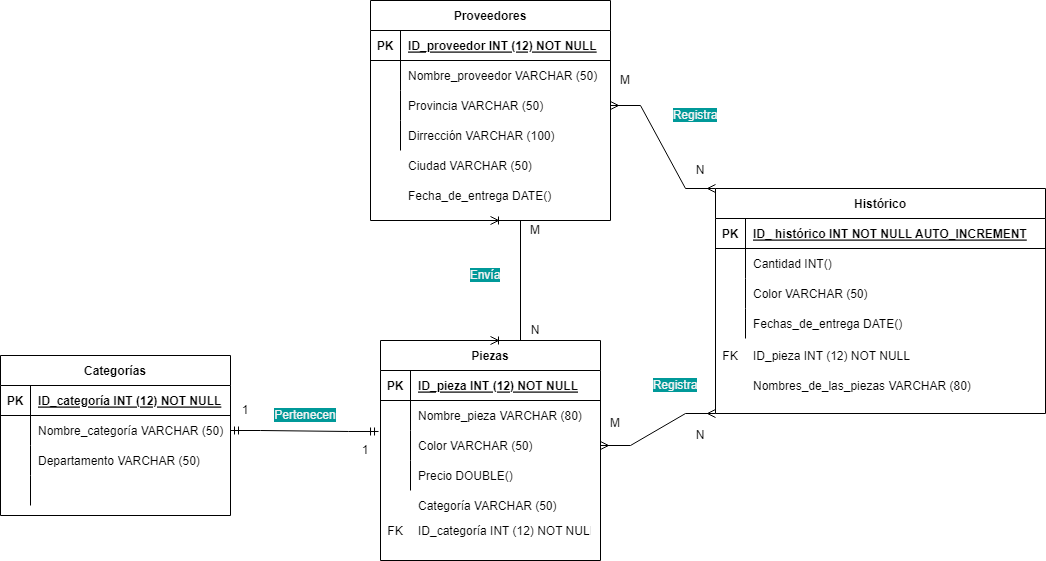 Proveedores
PK ID_proveedor INT (12) NOT NULL
Nombre_proveedor VARCHAR (50)
Provincia VARCHAR (50)
Dirrección VARCHAR (100)
Ciudad VARCHAR (50)
Fecha_de_entrega DATE()
M
Registra
N
Histórico
PK ID_ histórico INT NOT NULL AUTO_INCREMENT
Cantidad INT()
Color VARCHAR (50)
Fechas_de_entrega DATE()
FK ID_pieza INT (12) NOT NULL
Nombres_de_las_piezas VARCHAR (80)
M
Envía
N
Categorías
PK ID_categoría INT (12) NOT NULL
Nombre_categoría VARCHAR (50)
Departamento VARCHAR (50)
1
Pertenecen
1
Piezas
PK ID_pieza INT (12) NOT NULL
Nombre_pieza VARCHAR (80)
Color VARCHAR (50)
Precio DOUBLE()
Categoría VARCHAR (50)
FK ID_categoría INT (12) NOT NUL
Registra
M
N